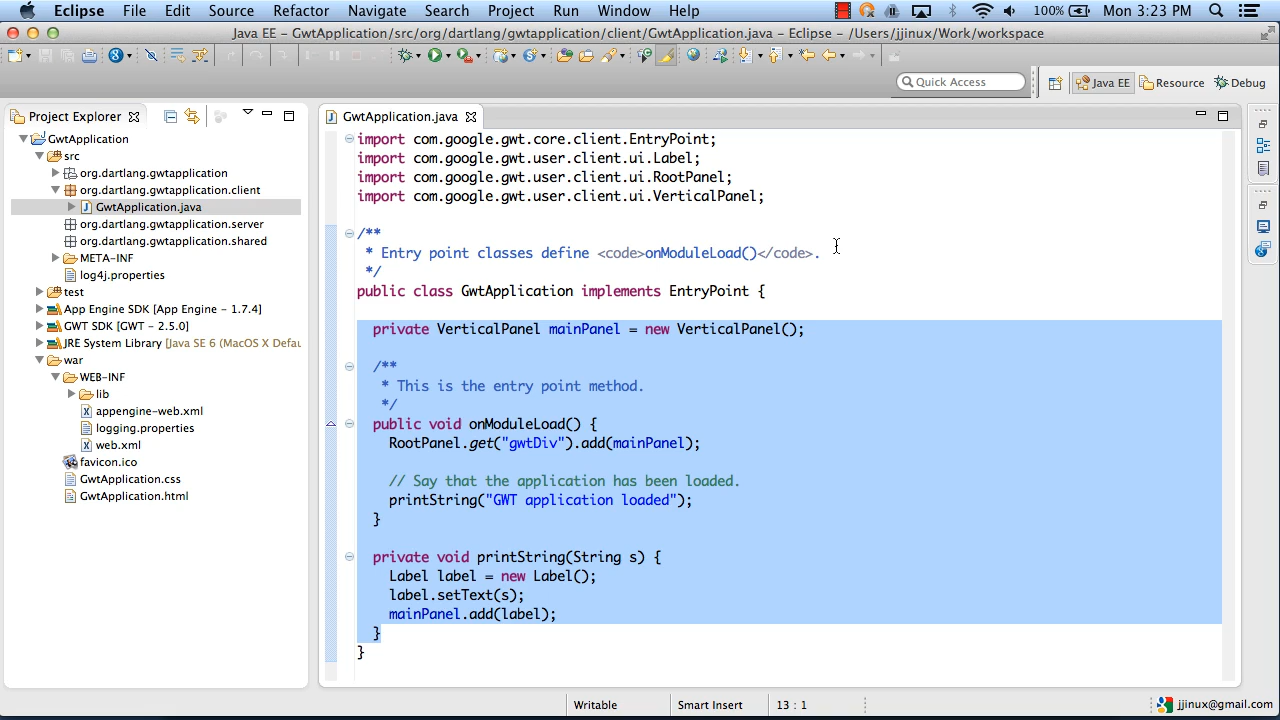 Eclipse File Edit Source Refactor Navigate Search Project Run Window Help 100% Mon 3:23 PM
Java EE - GwtApplication/src/org/dartlang/gwtapplication/client/GwtApplication.java - Eclipse - /Users/jjinux/Work/workspace
Quick Access Java EE Resource Debug
Project Explorer
GwtApplication
src
org.dartlang.gwtapplication
org.dartlang.gwtapplication.client
GwtApplication.java
org.dartlang.gwtapplication.server
org.dartlang.gwtapplication.shared
META-INF
log4j.properties
test
App Engine SDK [App Engine - 1.7.4]
GWT SDK [GWT - 2.5.0]
JRE System Library [Java SE 6 (MacOS X Defau
war
WEB-INF
lib
appengine-web.xml
logging.properties
web.xml
favicon.ico
GwtApplication.css
GwtApplication.html
GwtApplication.java
import com.google.gwt.core.client.EntryPoint;
import com.google.gwt.user.client.ui.Label;
import com.google.gwt.user.client.ui.RootPanel;
import com.google.gwt.user.client.ui.VerticalPanel;
/**
* Entry point classes define <code>onModuleLoad()</code>.
*/
public class GwtApplication implements EntryPoint {
private VerticalPanel mainPanel = new VerticalPanel();
/**
* This is the entry point method.
*/
public void onModuleLoad() {
RootPanel.get("gwtDiv").add(mainPanel);
// Say that the application has been loaded.
printString("GWT application loaded");
}
private void printString(String s) {
Label label = new Label();
label.setText(s);
mainPanel.add(label);
}
}
Writable Smart Insert 13 : 1 jjinux@gmail.com